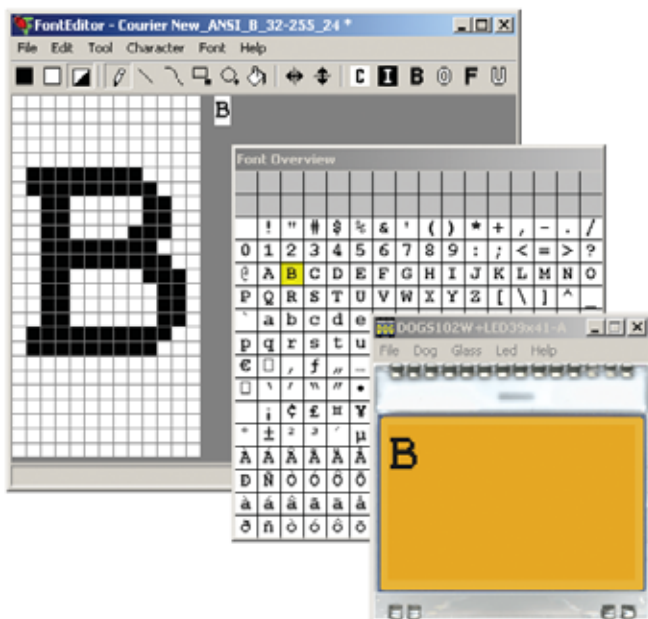 FontEditor - Courier New_ANSI_B_32-255_24 *
File Edit Tool Character Font Help
C I B O F U
B
Font Overview
! " # $ % & ' ( ) * + , - . /
0 1 2 3 4 5 6 7 8 9 : ; < = > ?
@ A B C D E F G H I J K L M N O
P Q R S T U V W X Y Z [ \ ] ^ _
` a b c d e
p q r s t u
€ ‚ ƒ „ …
‘ ’ “ ” •
¡ ¢ £ ¤ ¥
° ± ² ³ ´ µ
À Á Â Ã Ä Å
Ð Ñ Ò Ó Ô Õ
à á â ã ä å
ð ñ ò ó ô õ
DOGS102W+LED39x41-A
File Dog Glass Led Help
B